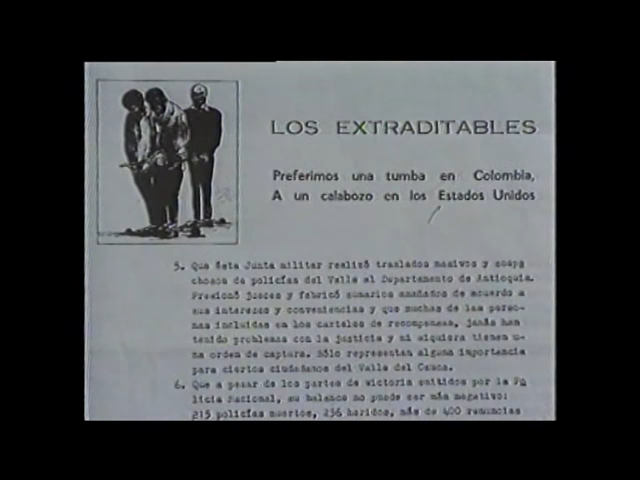 LOS EXTRADITABLES
Preferimos una tumba en Colombia,
A un calabozo en los Estados Unidos
5. Que ésta Junta militar realizó traslados masivos y sospe
chosos de policías del Valle al Departamento de Antioquia.
Presionó jueces y fabricó sumarios amañados de acuerdo a
sus intereses y conveniencias y que muchas de las perso-
nas incluídas en los carteles de recompensas, jamás han
tenido problemas con la justicia y ni siquiera tienen u-
na orden de captura. Sólo representan alguna importancia
para ciertos ciudadanos del Valle del Cauca.
6. Que a pesar de los partes de victoria emitidos por la Po
licía Nacional, su balance no puede ser más negativo:
215 policías muertos, 256 heridos, más de 400 renuncias